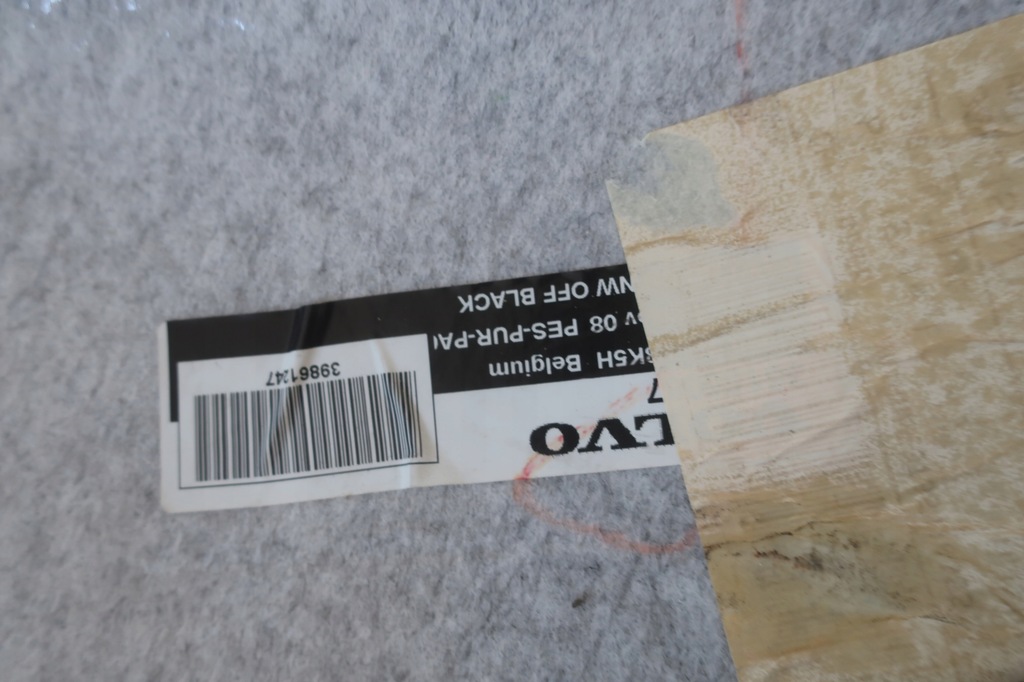 LVO
7
K5H Belgium
v 08 PES-PUR-PA
NW OFF BLACK
39861247